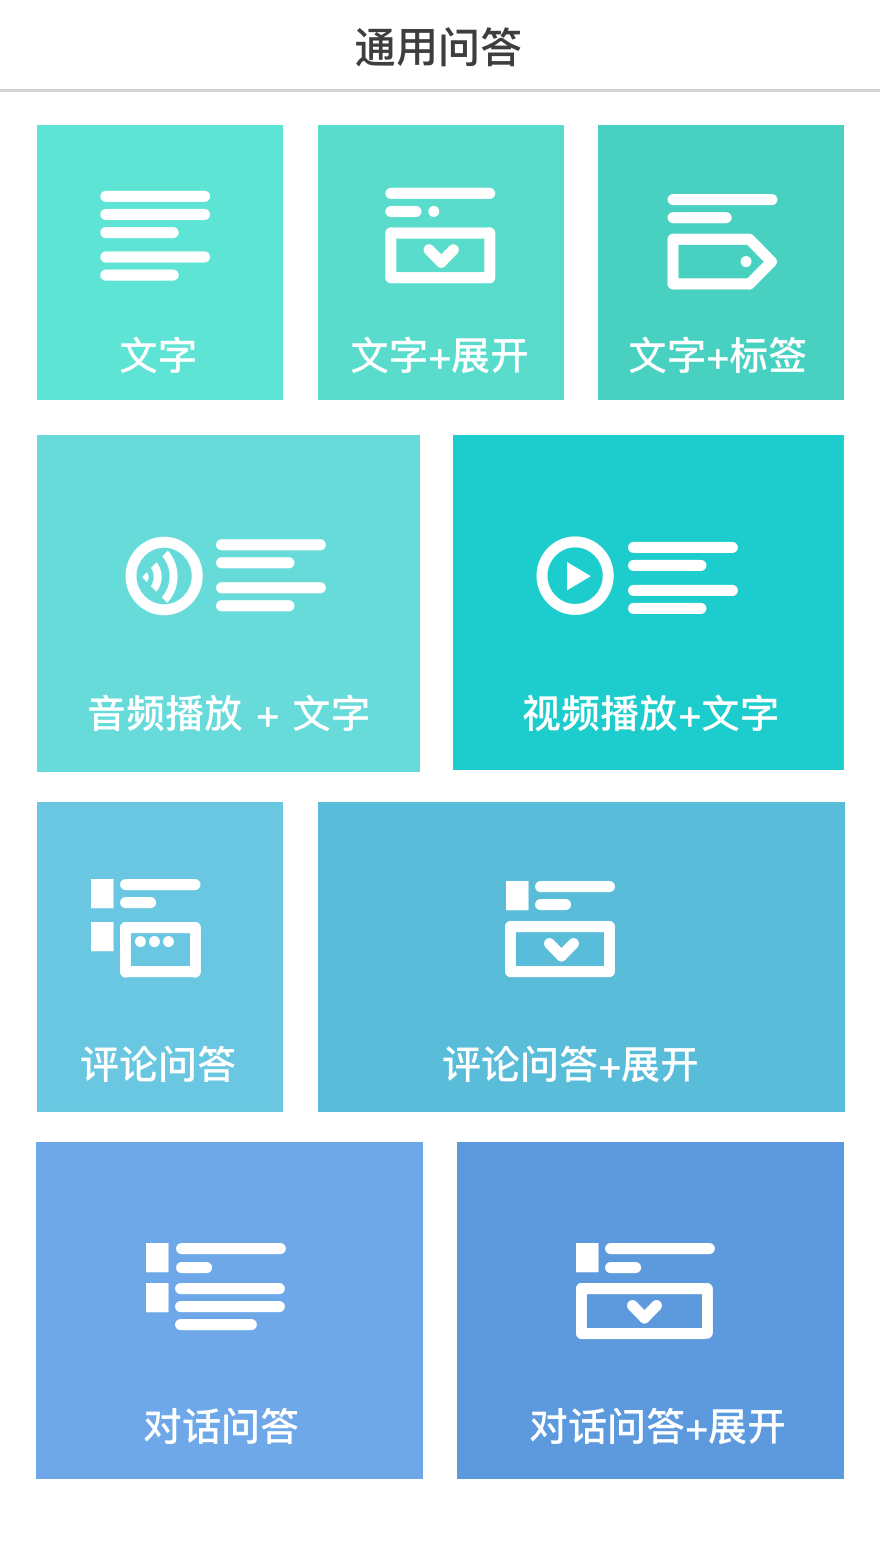 通用问答
文字
文字+展开
文字+标签
音频播放 + 文字
视频播放+文字
评论问答
评论问答+展开
对话问答
对话问答+展开